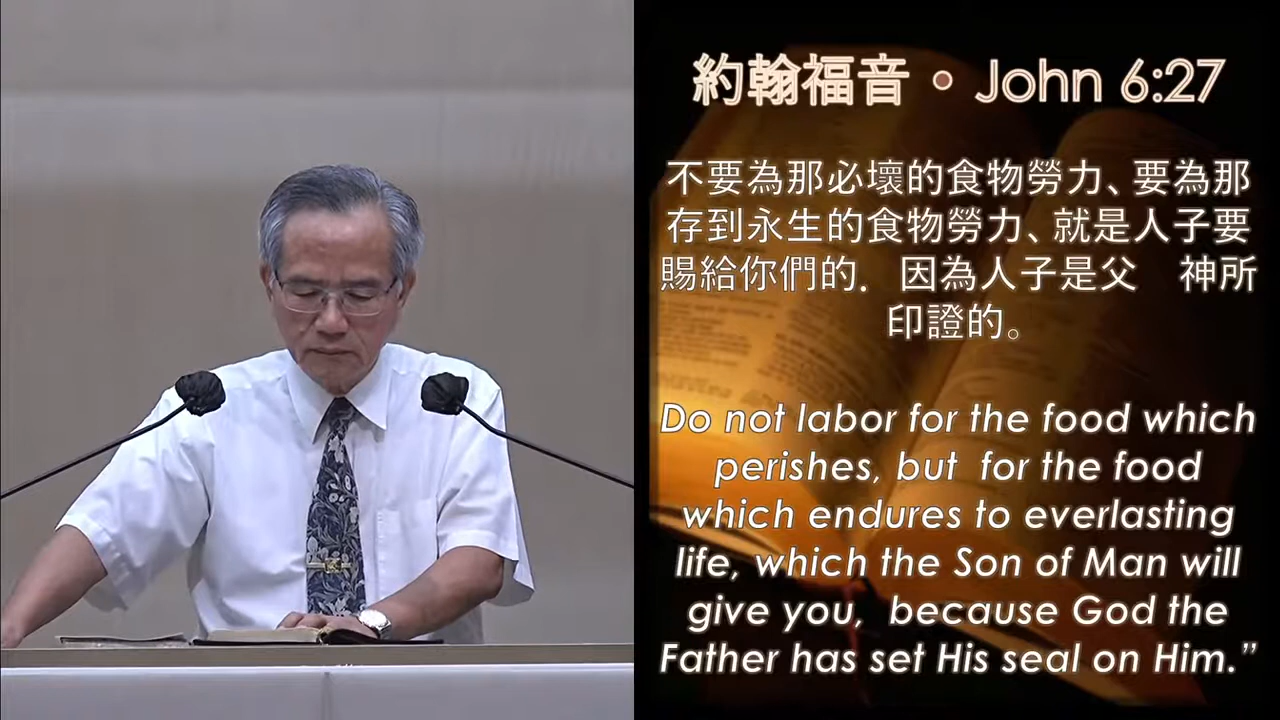 約翰福音 • John 6:27
不要為那必壞的食物勞力、要為那
存到永生的食物勞力、就是人子要
賜給你們的．因為人子是父　神所
印證的。
Do not labor for the food which
perishes, but for the food
which endures to everlasting
life, which the Son of Man will
give you, because God the
Father has set His seal on Him.”